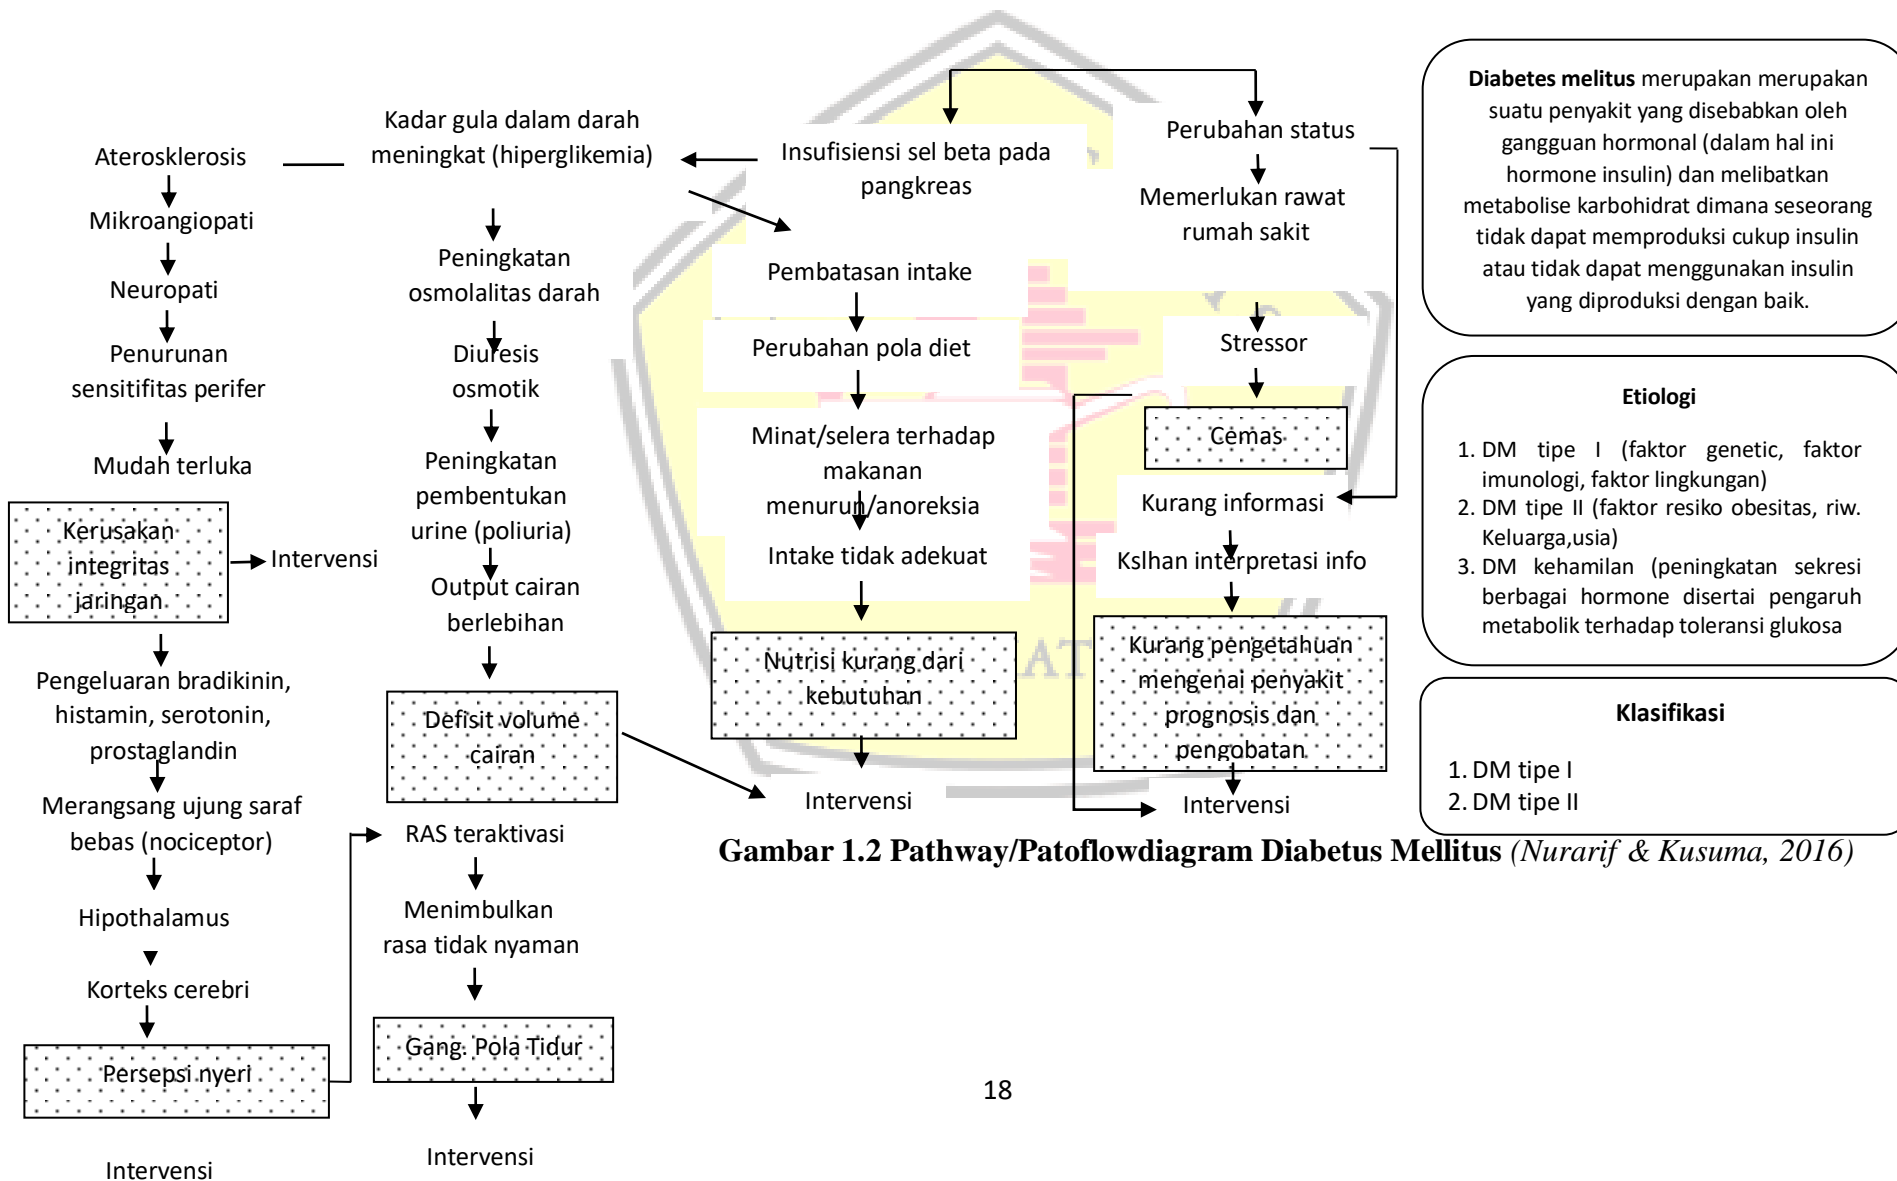 Aterosklerosis
Mikroangiopati
Neuropati
Penurunan
sensitifitas perifer
Mudah terluka
Kerusakan
integritas
jaringan
Intervensi
Pengeluaran bradikinin,
histamin, serotonin,
prostaglandin
Merangsang ujung saraf
bebas (nociceptor)
Hipothalamus
Korteks cerebri
Persepsi nyeri
Intervensi
Kadar gula dalam darah
meningkat (hiperglikemia)
Peningkatan
osmolalitas darah
Diuresis
osmotik
Peningkatan
pembentukan
urine (poliuria)
Output cairan
berlebihan
Defisit volume
cairan
RAS teraktivasi
Menimbulkan
rasa tidak nyaman
Gang. Pola Tidur
Intervensi
Insufisiensi sel beta pada
pangkreas
Pembatasan intake
Perubahan pola diet
Minat/selera terhadap
makanan
menurun/anoreksia
Intake tidak adekuat
Nutrisi kurang dari
kebutuhan
Intervensi
Perubahan status
Memerlukan rawat
rumah sakit
Stressor
Cemas
Kurang informasi
Kslhan interpretasi info
Kurang pengetahuan
mengenai penyakit
prognosis dan
pengobatan
Intervensi
Diabetes melitus merupakan merupakan
suatu penyakit yang disebabkan oleh
gangguan hormonal (dalam hal ini
hormone insulin) dan melibatkan
metabolise karbohidrat dimana seseorang
tidak dapat memproduksi cukup insulin
atau tidak dapat menggunakan insulin
yang diproduksi dengan baik.
Etiologi
1. DM tipe I (faktor genetic, faktor
imunologi, faktor lingkungan)
2. DM tipe II (faktor resiko obesitas, riw.
Keluarga,usia)
3. DM kehamilan (peningkatan sekresi
berbagai hormone disertai pengaruh
metabolik terhadap toleransi glukosa
Klasifikasi
1. DM tipe I
2. DM tipe II
Gambar 1.2 Pathway/Patoflowdiagram Diabetus Mellitus (Nurarif & Kusuma, 2016)
18